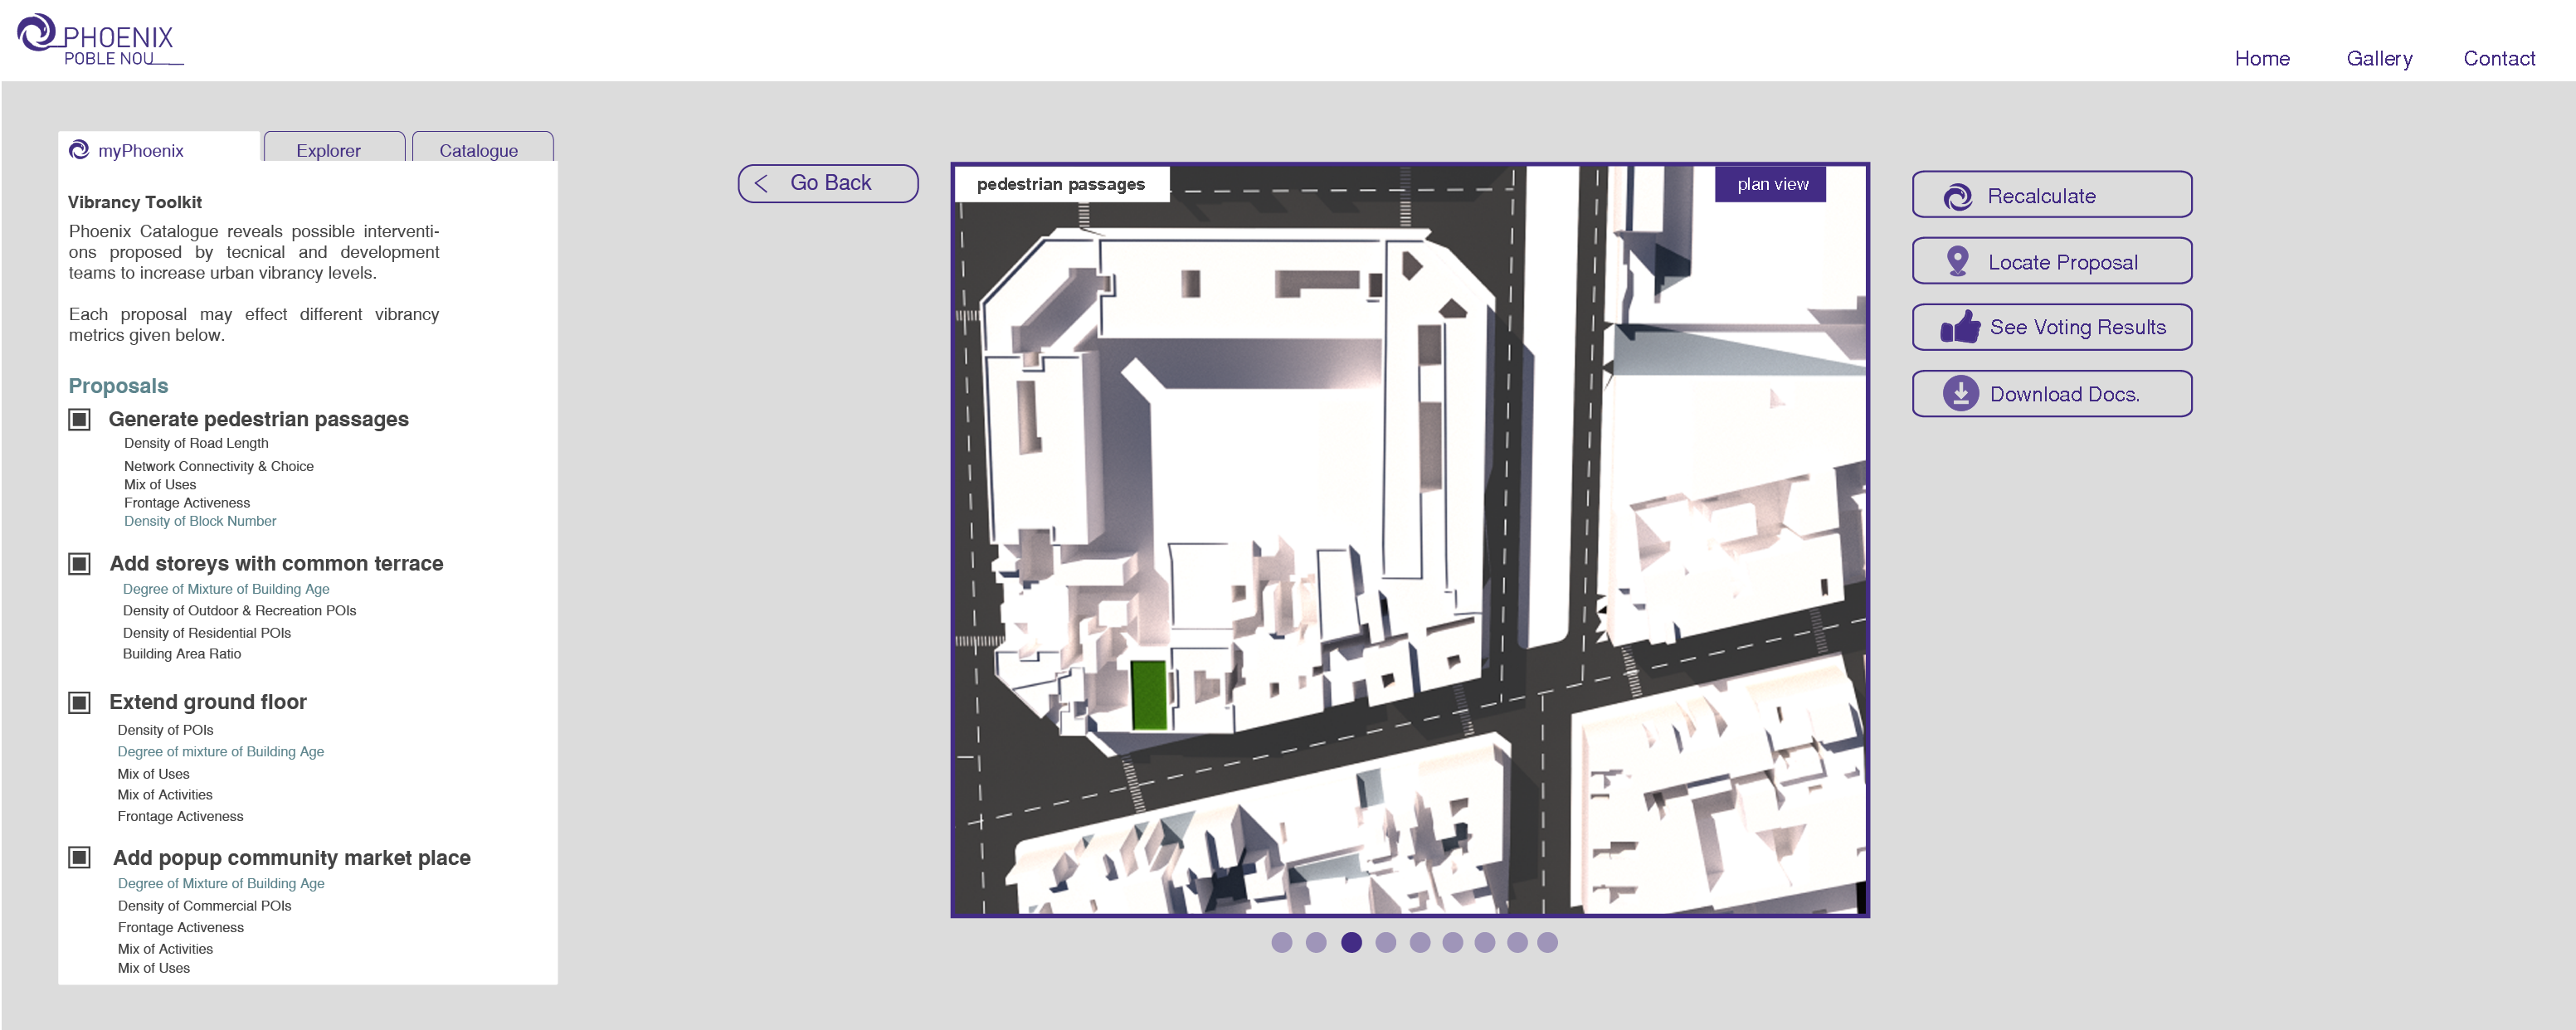 PHOENIX
POBLE NOU
Home
Gallery
Contact
myPhoenix
Explorer
Catalogue
Vibrancy Toolkit
Phoenix Catalogue reveals possible interventi-
ons proposed by tecnical and development
teams to increase urban vibrancy levels.
Each proposal may effect different vibrancy
metrics given below.
Proposals
Generate pedestrian passages
Density of Road Length
Network Connectivity & Choice
Mix of Uses
Frontage Activeness
Density of Block Number
Add storeys with common terrace
Degree of Mixture of Building Age
Density of Outdoor & Recreation POIs
Density of Residential POIs
Building Area Ratio
Extend ground floor
Density of POIs
Degree of mixture of Building Age
Mix of Uses
Mix of Activities
Frontage Activeness
Add popup community market place
Degree of Mixture of Building Age
Density of Commercial POIs
Frontage Activeness
Mix of Activities
Mix of Uses
Go Back
pedestrian passages
plan view
Recalculate
Locate Proposal
See Voting Results
Download Docs.